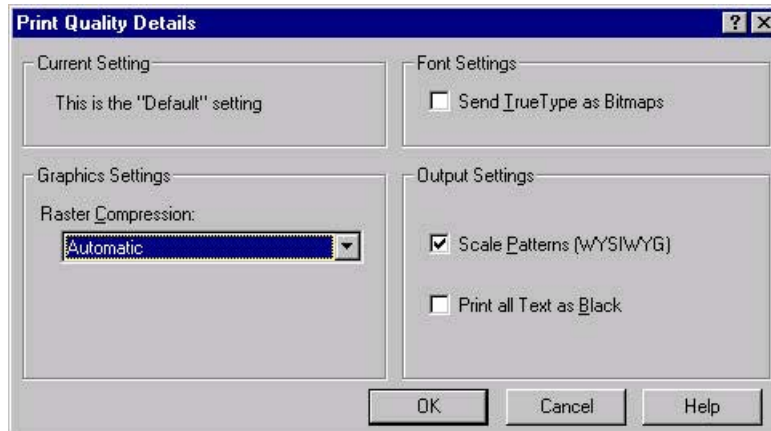 Print Quality Details
Current Setting
This is the "Default" setting
Font Settings
Send TrueType as Bitmaps
Graphics Settings
Raster Compression:
Automatic
Output Settings
Scale Patterns (WYSIWYG)
Print all Text as Black
OK
Cancel
Help